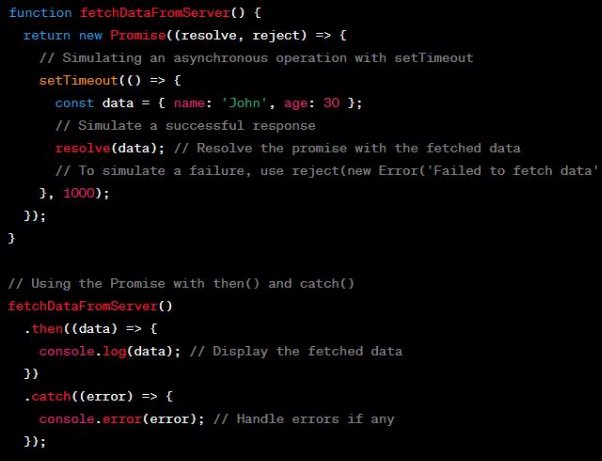 function fetchDataFromServer() {
  return new Promise((resolve, reject) => {
    // Simulating an asynchronous operation with setTimeout
    setTimeout(() => {
      const data = { name: 'John', age: 30 };
      // Simulate a successful response
      resolve(data); // Resolve the promise with the fetched data
      // To simulate a failure, use reject(new Error('Failed to fetch data'
    }, 1000);
  });
}

// Using the Promise with then() and catch()
fetchDataFromServer()
  .then((data) => {
    console.log(data); // Display the fetched data
  })
  .catch((error) => {
    console.error(error); // Handle errors if any
  });